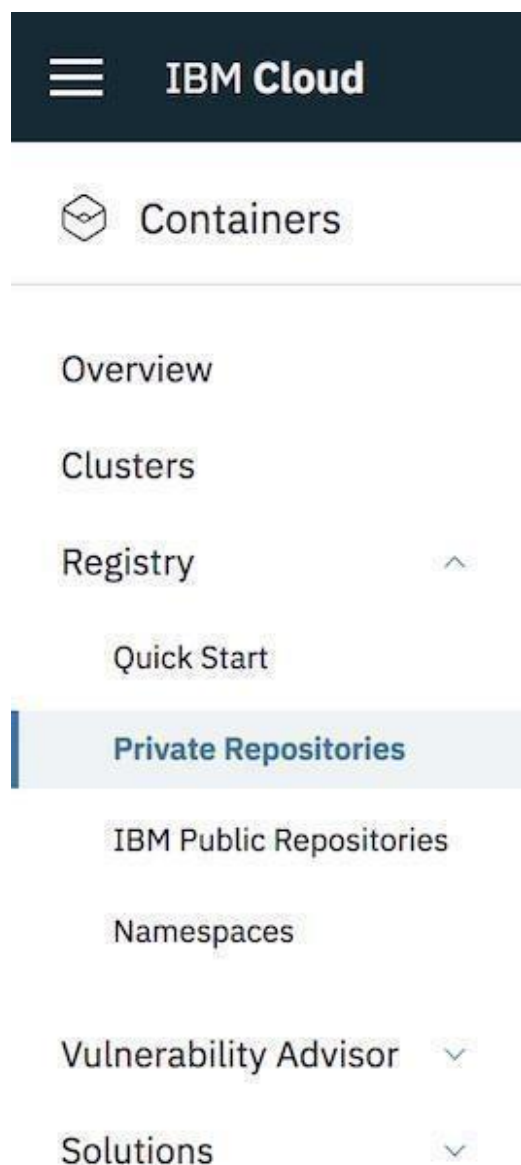 IBM Cloud
Containers
Overview
Clusters
Registry
Quick Start
Private Repositories
IBM Public Repositories
Namespaces
Vulnerability Advisor
Solutions